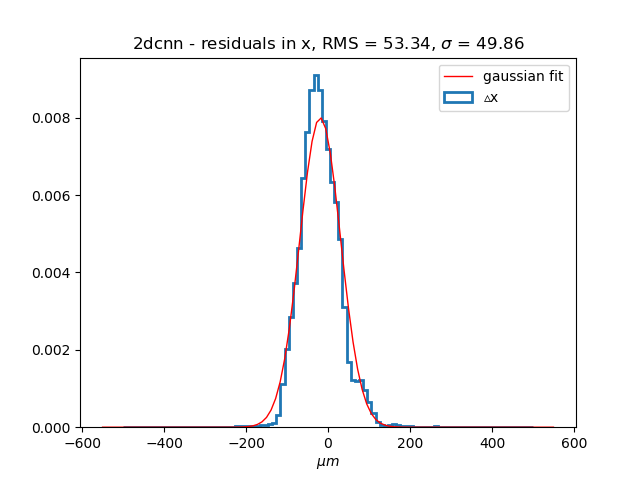 2dcnn - residuals in x, RMS = 53.34, σ = 49.86
gaussian fit
△x
0.008
0.006
0.004
0.002
0.000
−600 −400 −200 0 200 400 600
μm